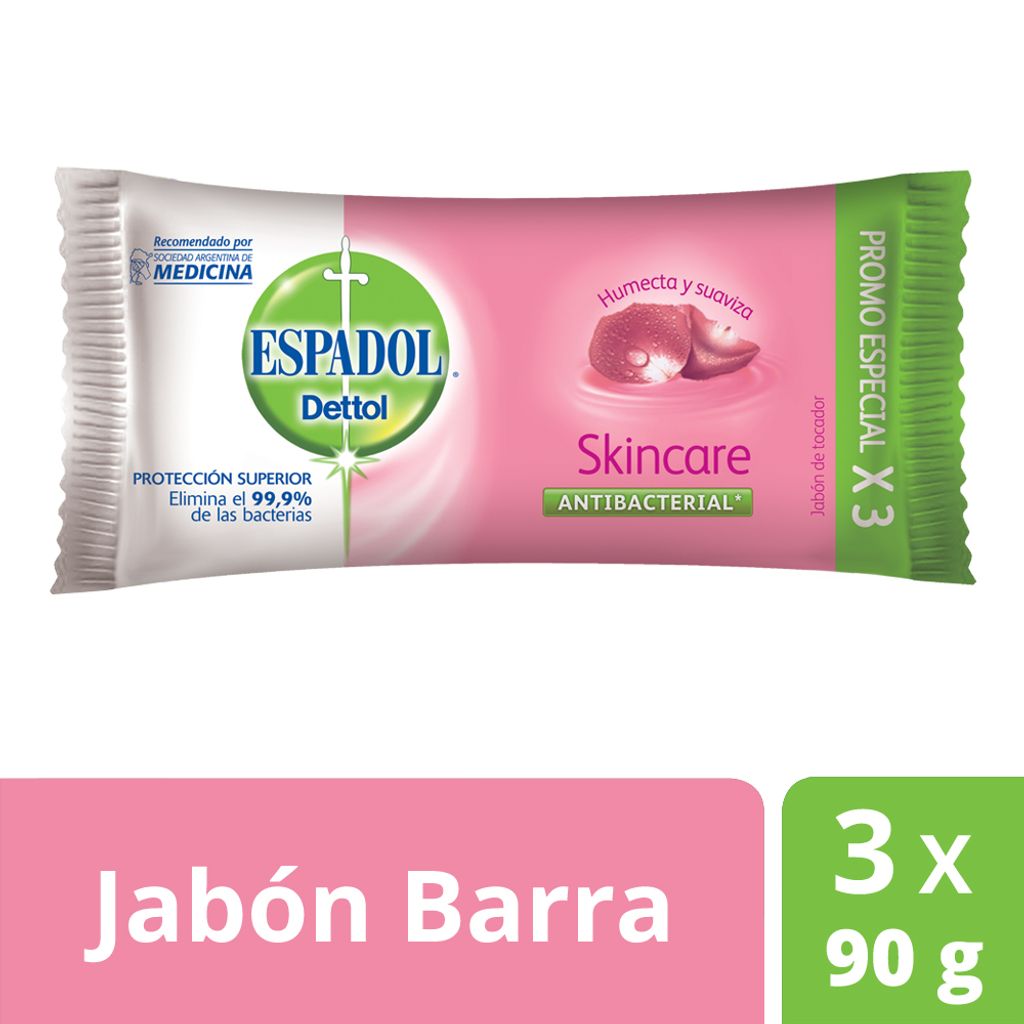 Recomendado por
SOCIEDAD ARGENTINA DE
MEDICINA
ESPADOL
Dettol
PROTECCIÓN SUPERIOR
Elimina el 99,9%
de las bacterias
Humecta y suaviza
Skincare
ANTIBACTERIAL*
Jabón de tocador
PROMO ESPECIAL X 3
Jabón Barra
3 X
90 g